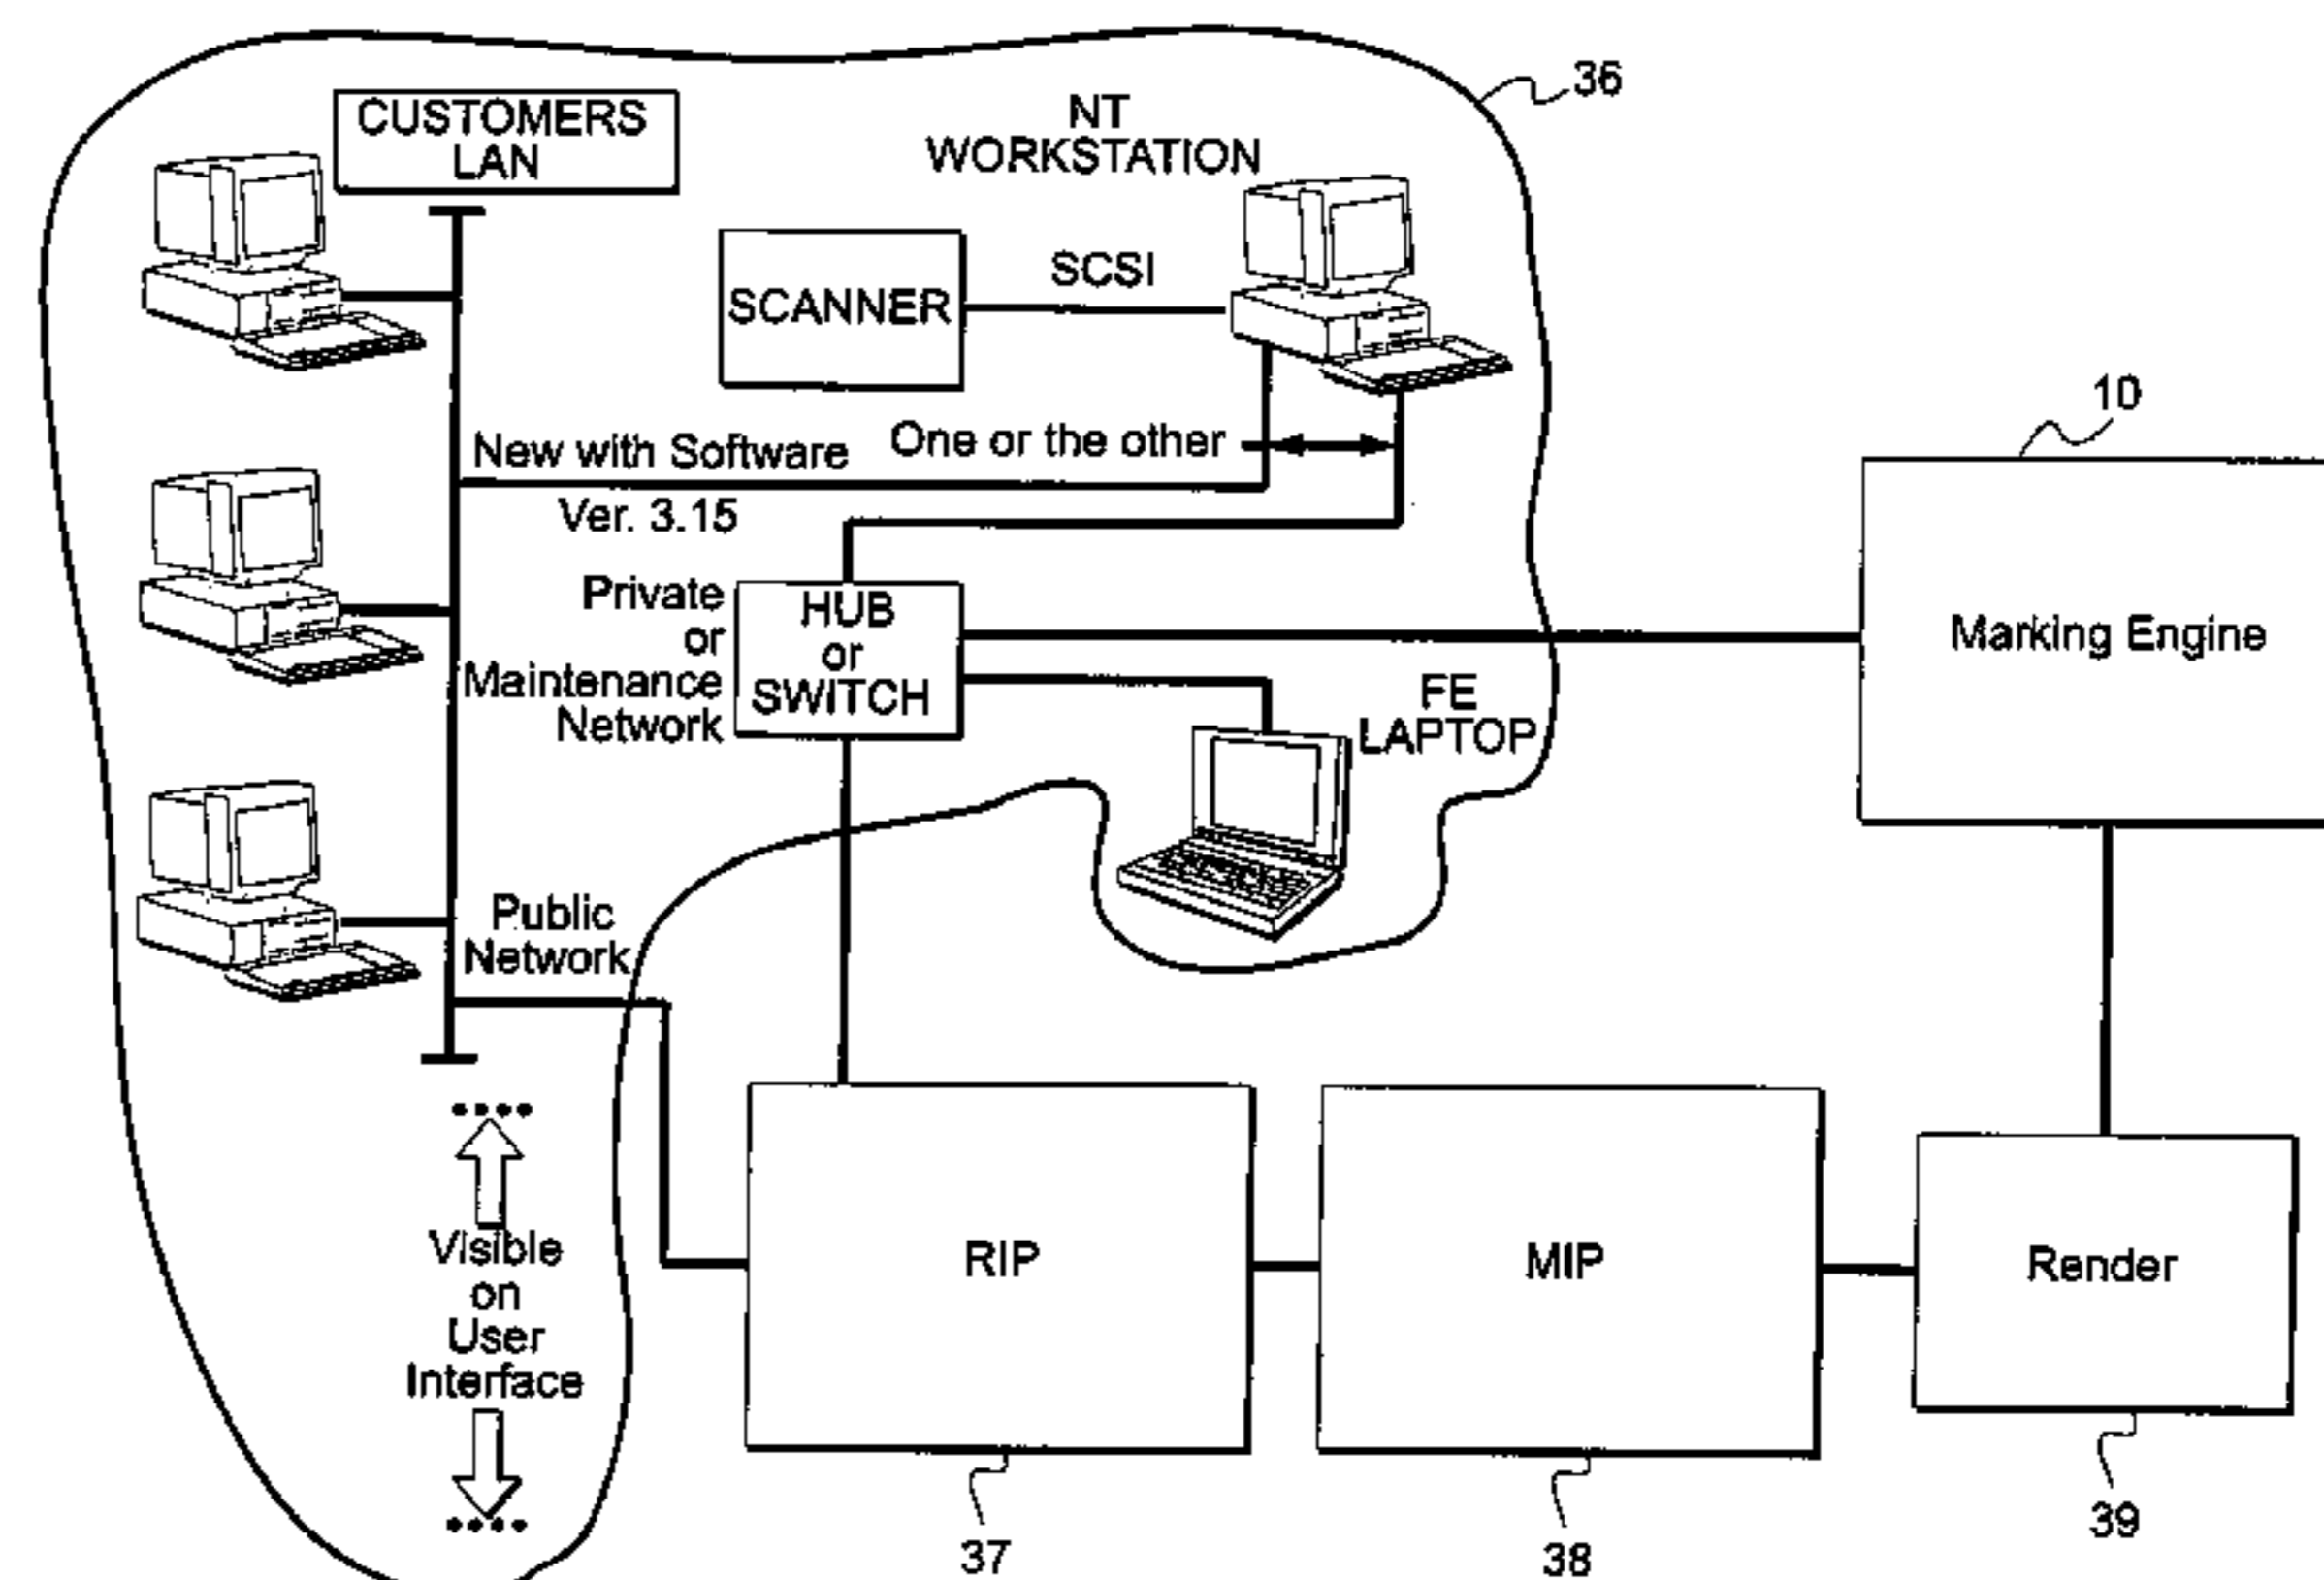 36
CUSTOMERS
LAN
NT
WORKSTATION
SCANNER
SCSI
10
New with Software
Ver. 3.15
One or the other
Private
or
Maintenance
Network
HUB
or
SWITCH
Marking Engine
FE
LAPTOP
Public
Network
Visible
on
User
Interface
RIP
MIP
Render
37
38
39